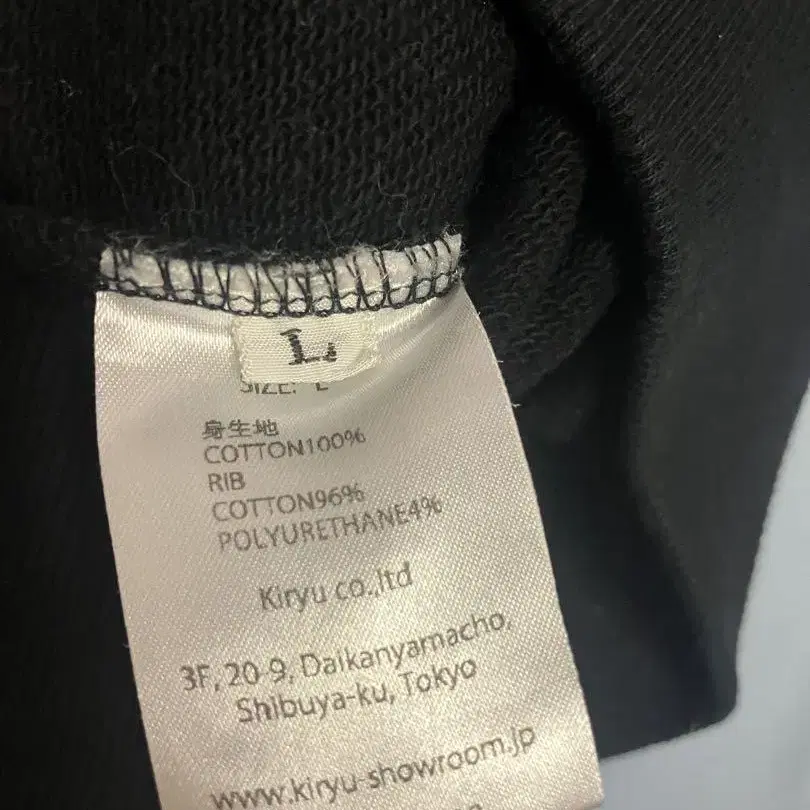 L
SIZE: L
身生地
COTTON100%
RIB
COTTON96%
POLYURETHANE4%
Kiryu co.,ltd
3F, 20-9, Daikanyamacho,
Shibuya-ku, Tokyo
www.kiryu-showroom.jp